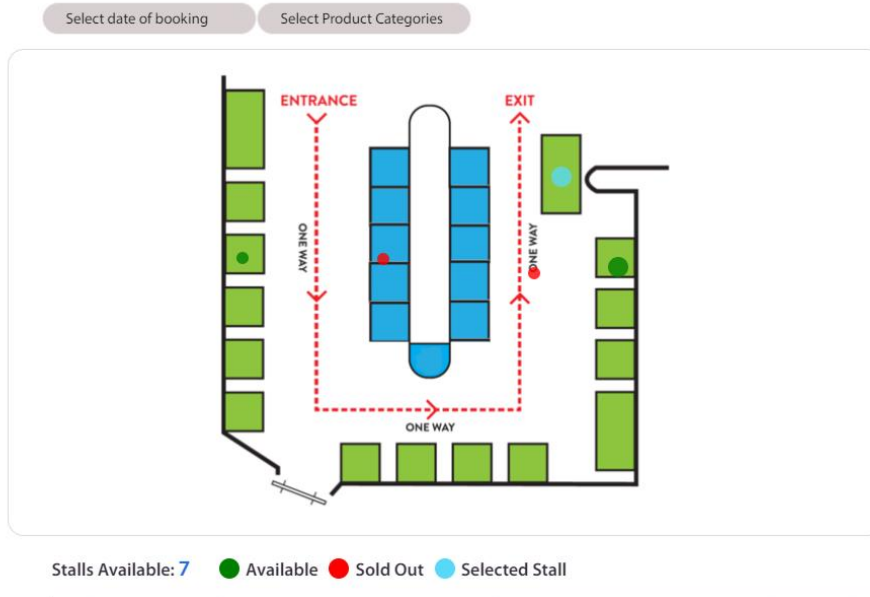 Select date of booking
Select Product Categories
ENTRANCE
EXIT
ONE WAY
ONE WAY
ONE WAY
Stalls Available: 7
Available
Sold Out
Selected Stall